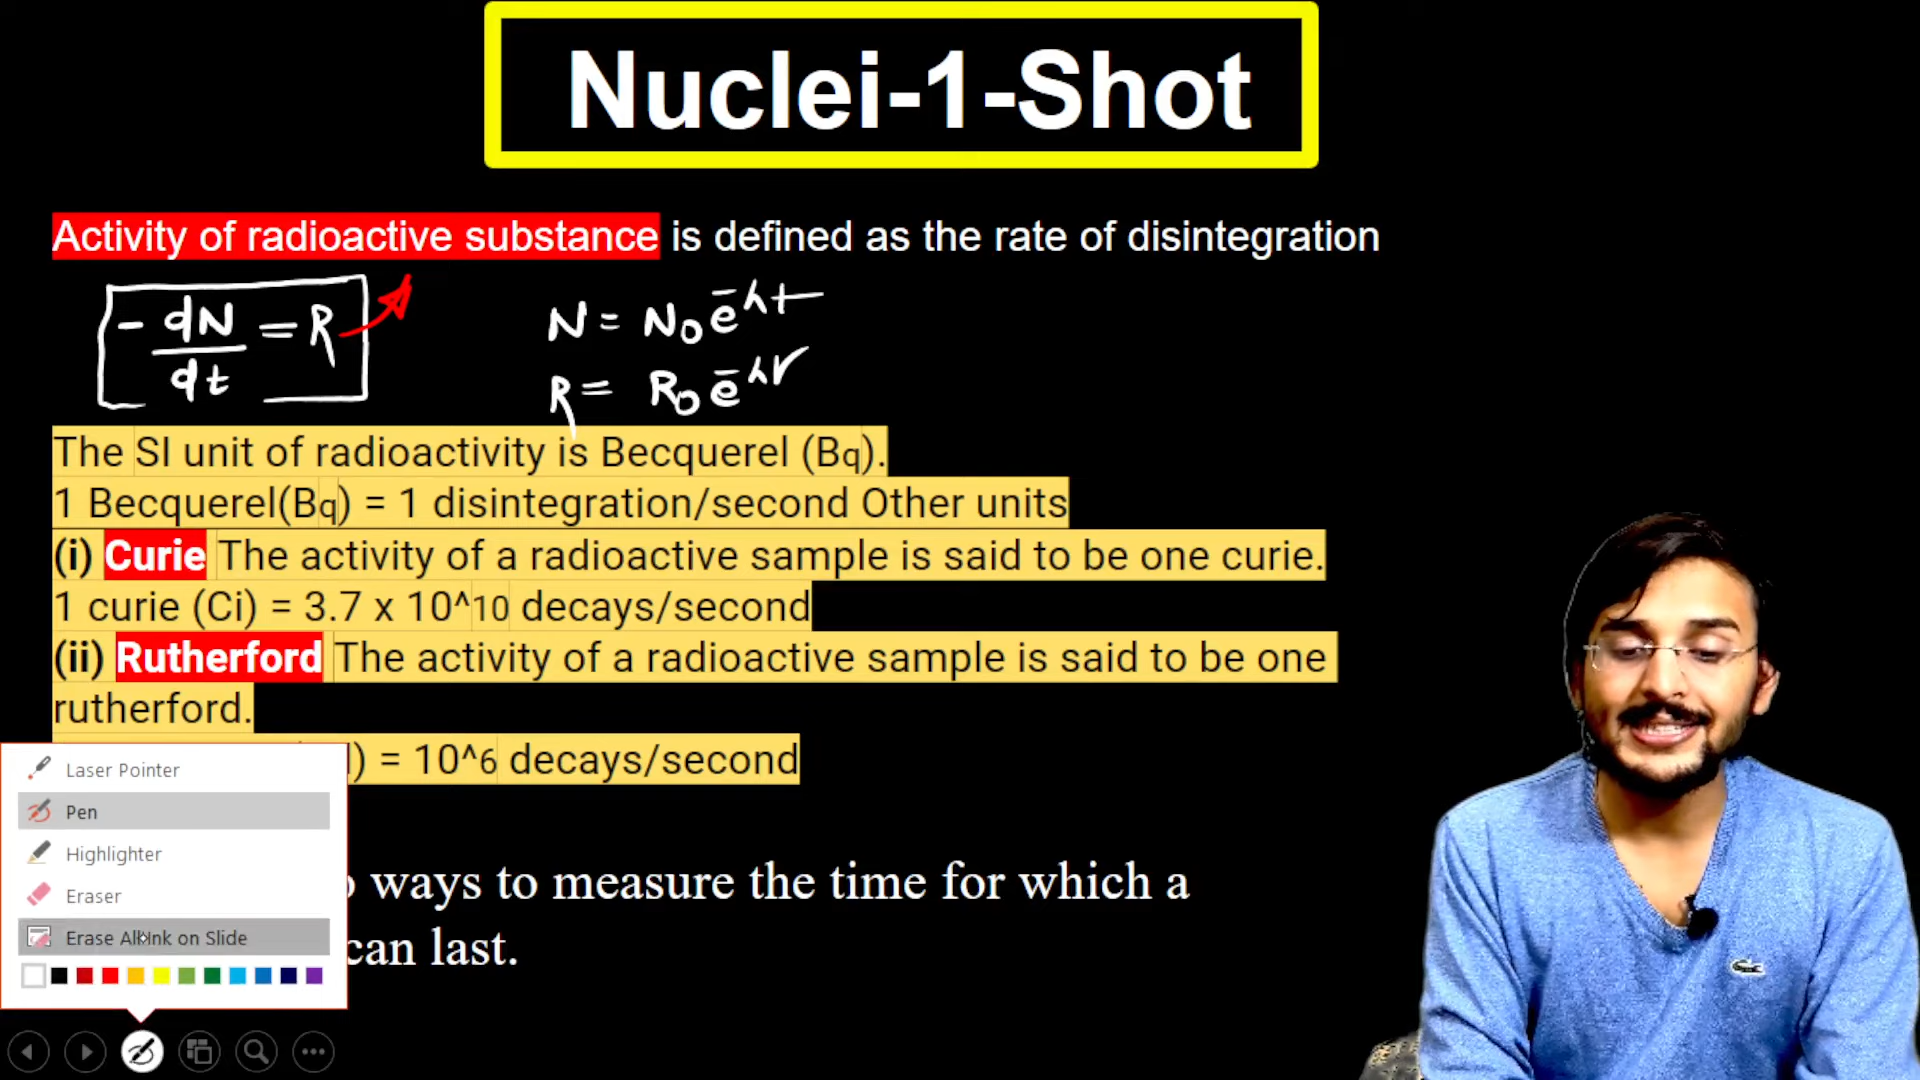 Nuclei-1-Shot
Activity of radioactive substance is defined as the rate of disintegration
- dN/dt = R
N = N₀ e^-λt
R = R₀ e^-λt
The SI unit of radioactivity is Becquerel (Bq).
1 Becquerel(Bq) = 1 disintegration/second Other units
(i) Curie The activity of a radioactive sample is said to be one curie.
1 curie (Ci) = 3.7 x 10^10 decays/second
(ii) Rutherford The activity of a radioactive sample is said to be one
rutherford.
) = 10^6 decays/second
ways to measure the time for which a
can last.
Laser Pointer
Pen
Highlighter
Eraser
Erase All Ink on Slide